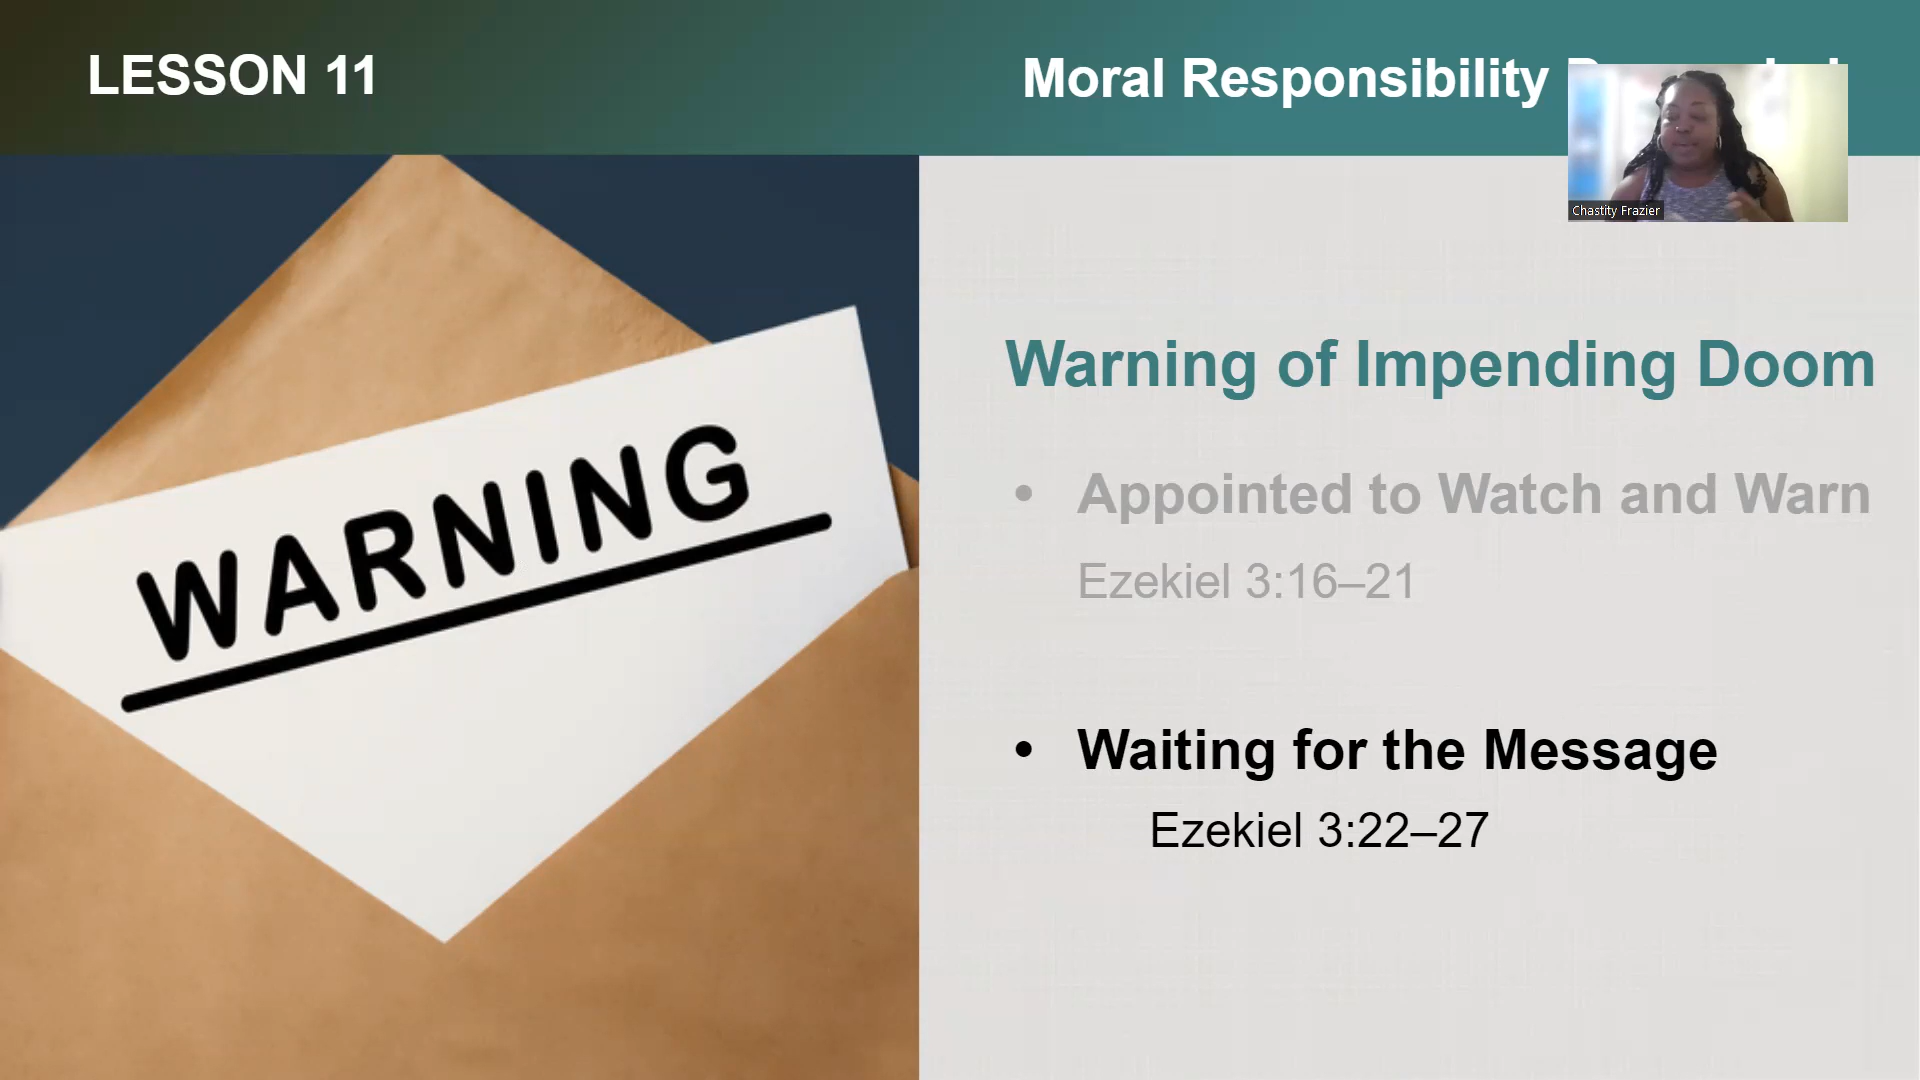 LESSON 11
Moral Responsibility
Chastity Frazier
WARNING
Warning of Impending Doom
• Appointed to Watch and Warn
Ezekiel 3:16–21
• Waiting for the Message
Ezekiel 3:22–27